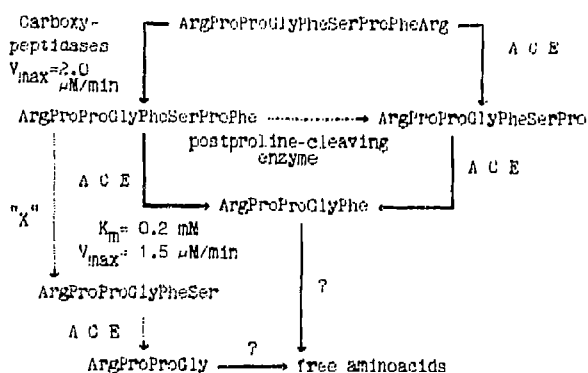 Carboxy-
peptidases
Vmax=2.0
µM/min
ArgProProGlyPheSerProPheArg
A C E
ArgProProGlyPheSerProPhe
postproline-cleaving
enzyme
ArgProProGlyPheSerPro
A C E
A C E
"X"
ArgProProGlyPhe
Km= 0.2 mM
Vmax= 1.5 µM/min
?
ArgProProGlyPheSer
A C E
ArgProProGly
?
free aminoacids